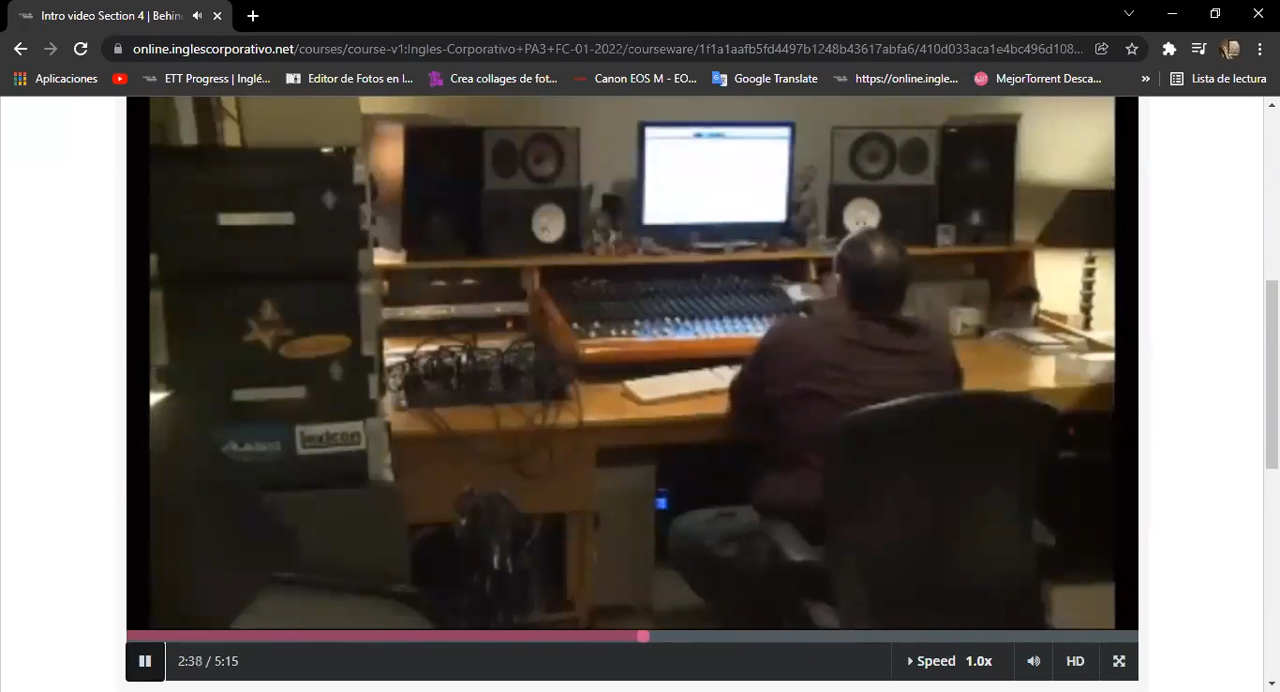 Intro video Section 4 | Behin
online.inglescorporativo.net/courses/course-v1:Ingles-Corporativo+PA3+FC-01-2022/courseware/1f1a1aafb5fd4497b1248b43617abfa6/410d033aca1e4bc496d108...
Aplicaciones ETT Progress | Inglé... Editor de Fotos en l... Crea collages de fot... Canon EOS M - EO... Google Translate https://online.ingle... MejorTorrent Desca... » Lista de lectura
ALESIS lexicon
2:38 / 5:15 Speed 1.0x HD